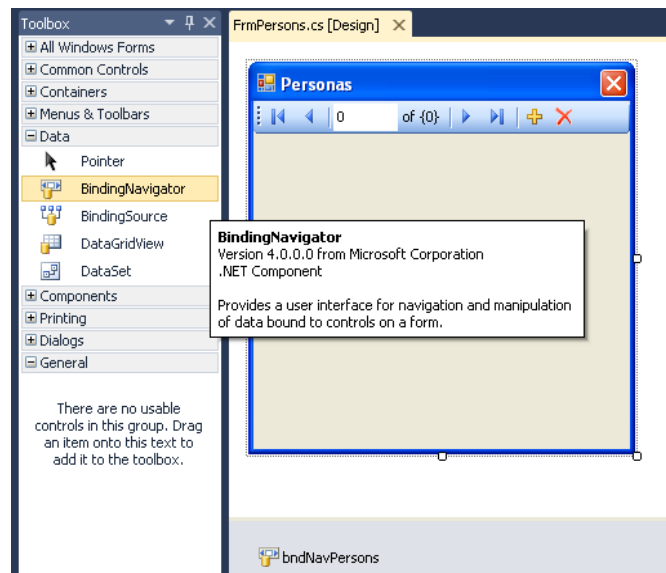 Toolbox
FrmPersons.cs [Design]
All Windows Forms
Common Controls
Containers
Menus & Toolbars
Data
Pointer
BindingNavigator
BindingSource
DataGridView
DataSet
Components
Printing
Dialogs
General
There are no usable
controls in this group. Drag
an item onto this text to
add it to the toolbox.
Personas
0 of {0}
BindingNavigator
Version 4.0.0.0 from Microsoft Corporation
.NET Component
Provides a user interface for navigation and manipulation
of data bound to controls on a form.
bndNavPersons